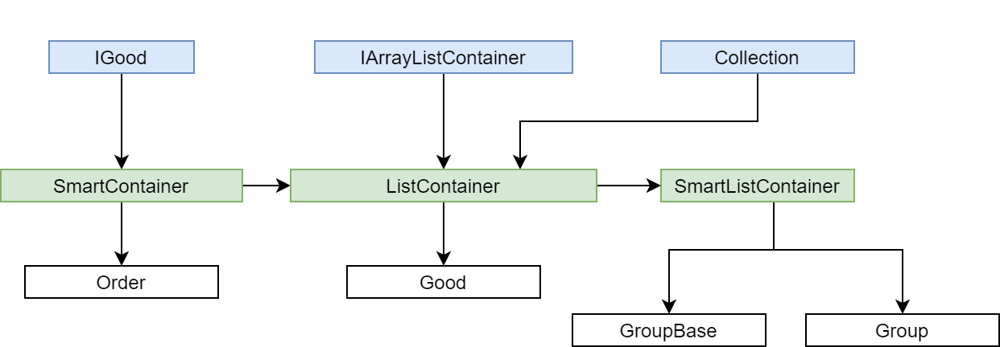 IGood
IArrayListContainer
Collection
SmartContainer
ListContainer
SmartListContainer
Order
Good
GroupBase
Group